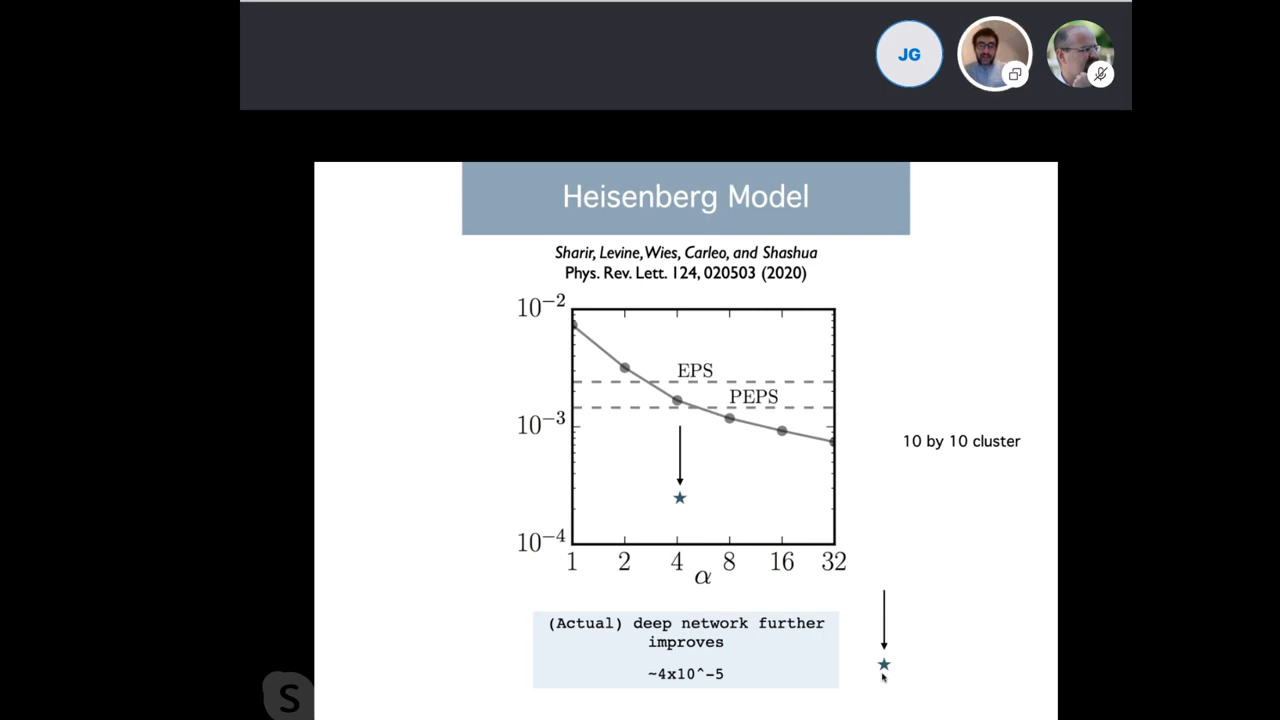 JG
Heisenberg Model
Sharir, Levine, Wies, Carleo, and Shashua
Phys. Rev. Lett. 124, 020503 (2020)
10⁻²
EPS
PEPS
10⁻³
10 by 10 cluster
10⁻⁴
1 2 4 8 16 32
α
(Actual) deep network further
improves
~4x10^-5
S